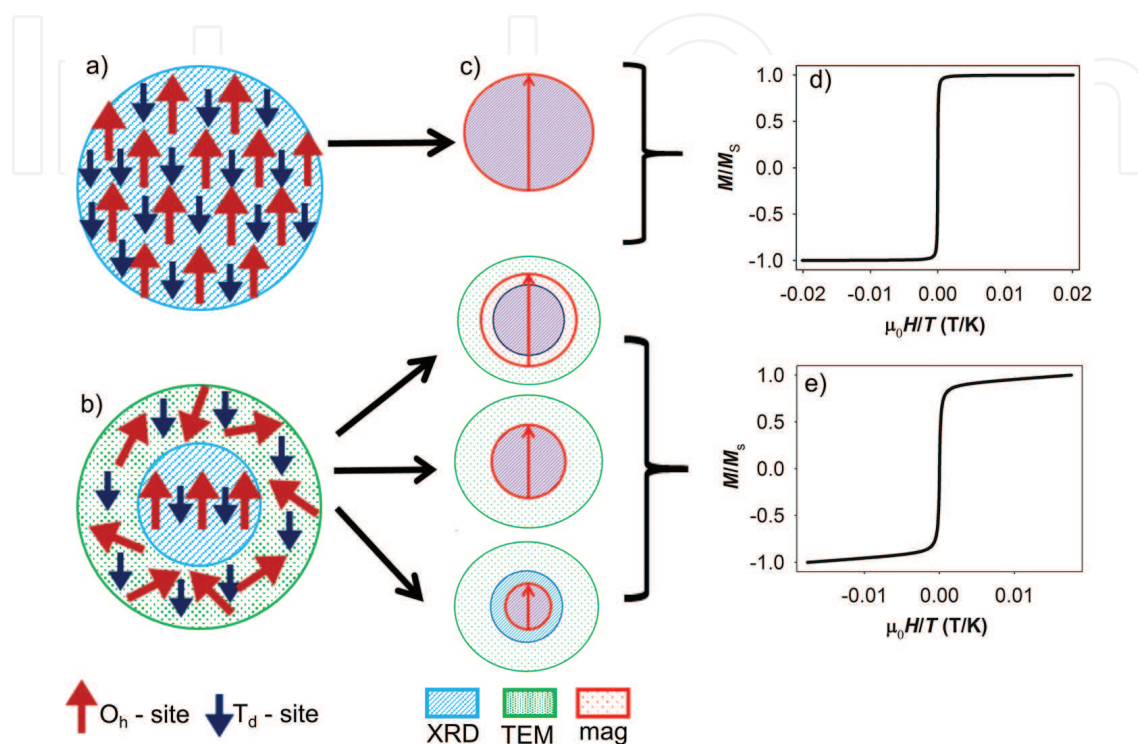 a)
c)
d)
1.0
0.5
0.0
-0.5
-1.0
M/Ms
-0.02 -0.01 0.00 0.01 0.02
μ₀H/T (T/K)
b)
e)
1.0
0.5
0.0
-0.5
-1.0
M/Ms
-0.01 0.00 0.01
μ₀H/T (T/K)
Oh - site Td - site
XRD TEM mag